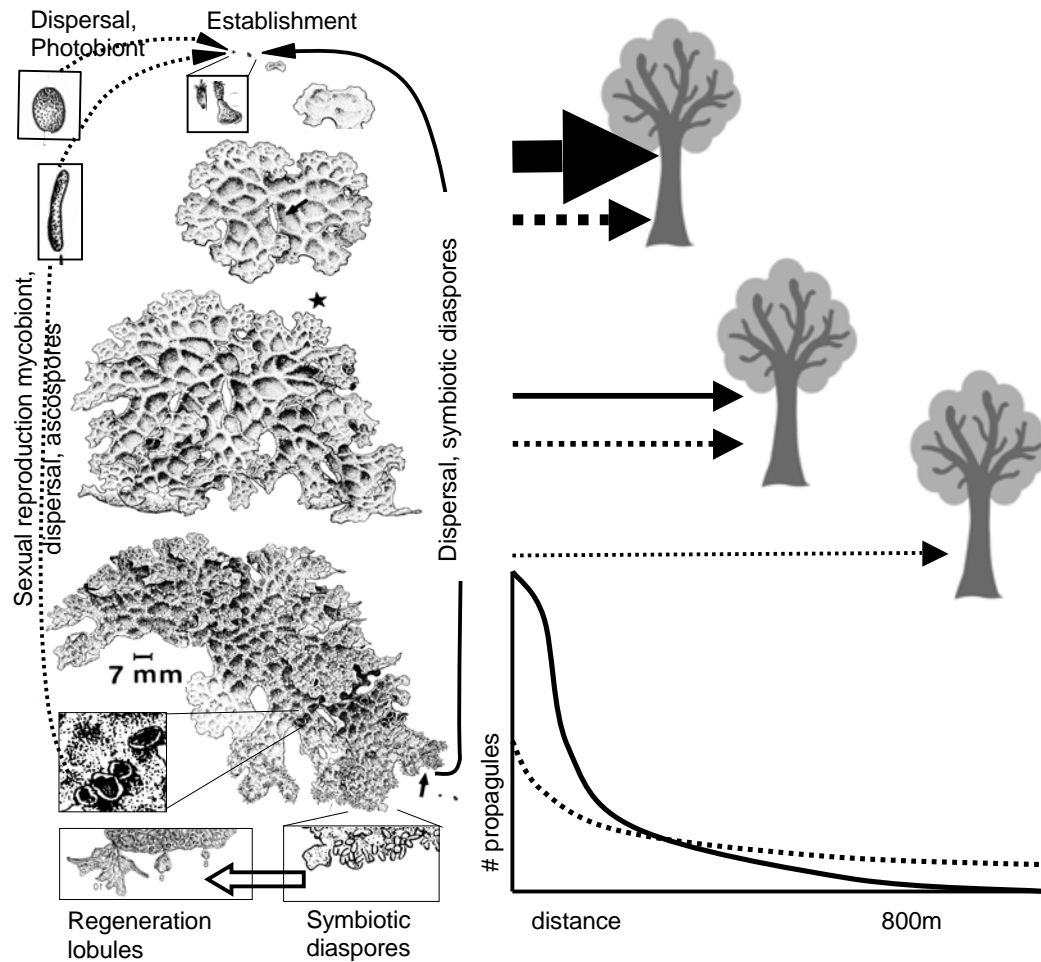 Dispersal,
Photobiont
Establishment
Sexual reproduction mycobiont,
dispersal, ascospores
Dispersal, symbiotic diaspores
7 mm
# propagules
distance
800m
Regeneration
lobules
Symbiotic
diaspores